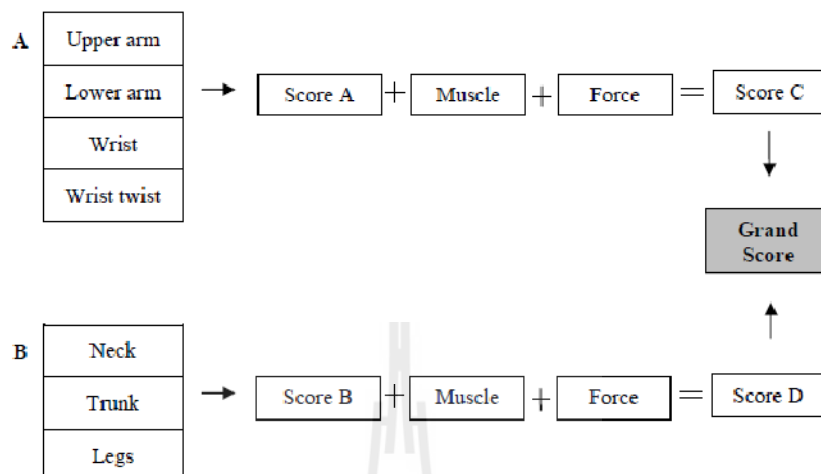 A
Upper arm
Lower arm
Wrist
Wrist twist
Score A + Muscle + Force = Score C
Grand
Score
B
Neck
Trunk
Legs
Score B + Muscle + Force = Score D